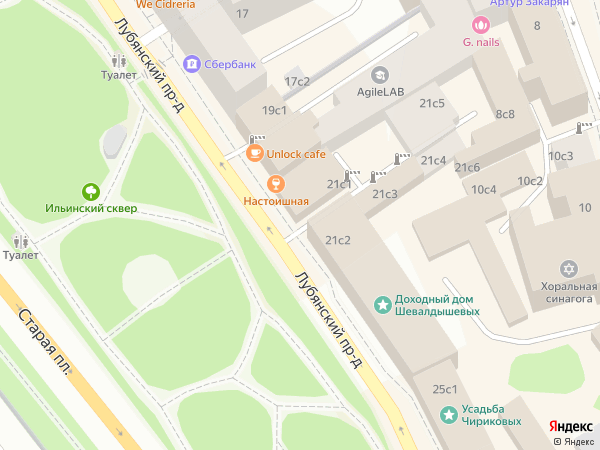 We Cidreria
17
Артур Закарян
8
G. nails
Сбербанк
Туалет
17с2
AgileLAB
Лубянский пр-д
19с1
21с5
8с8
Unlock cafe
21с4
21с6
10с3
10с2
21с1
21с3
10с4
Ильинский сквер
Настоишная
10
21с2
Туалет
Хоральная
синагога
Доходный дом
Шевалдышевых
Лубянский пр-д
Старая пл.
25с1
Усадьба
Чириковых
Яндекс
© Яндекс